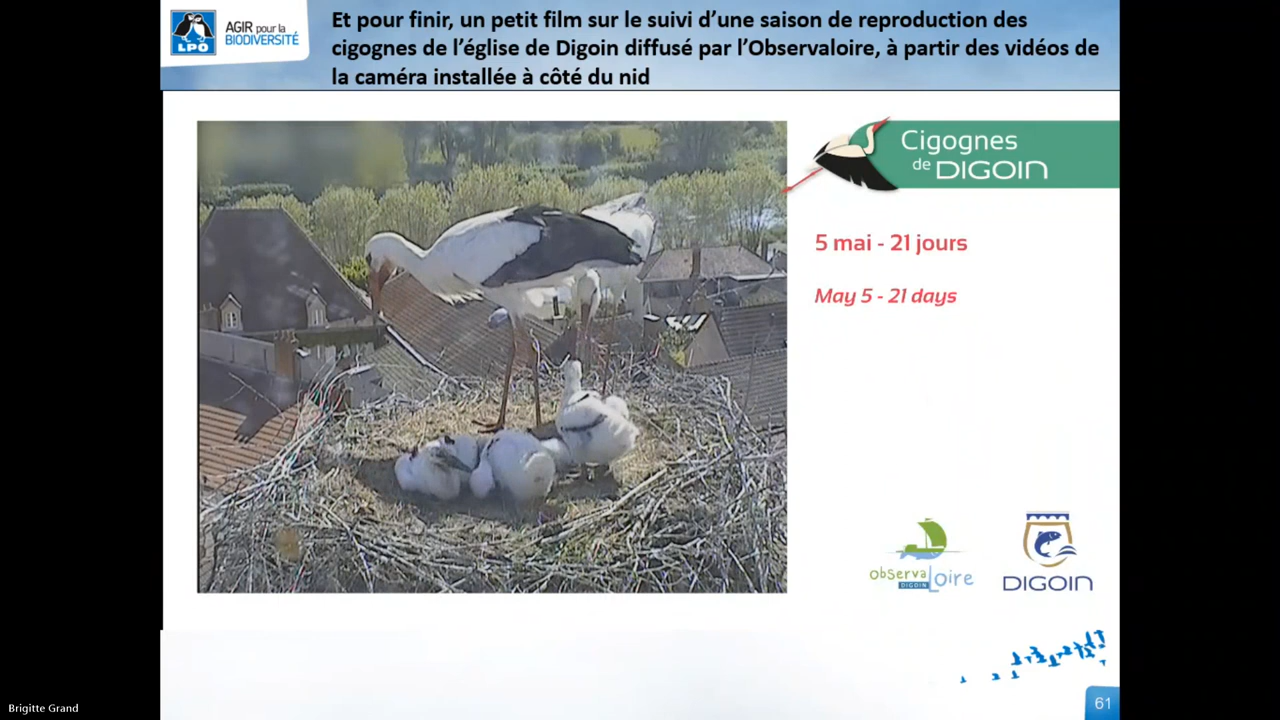 LPO
AGIR pour la
BIODIVERSITÉ
Et pour finir, un petit film sur le suivi d’une saison de reproduction des
cigognes de l’église de Digoin diffusé par l’Observaloire, à partir des vidéos de
la caméra installée à côté du nid
Cigognes
de DIGOIN
5 mai - 21 jours
May 5 - 21 days
observa
DIGOIN
Loire
DIGOIN
61
Brigitte Grand